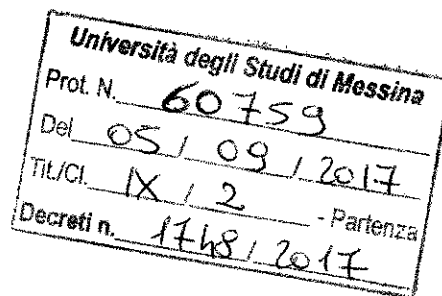 Università degli Studi di Messina
Prot. N. 60759
Del 05 / 09 / 2017
Tit./Cl. IX / 2 - Partenza
Decreti n. 1748 / 2017